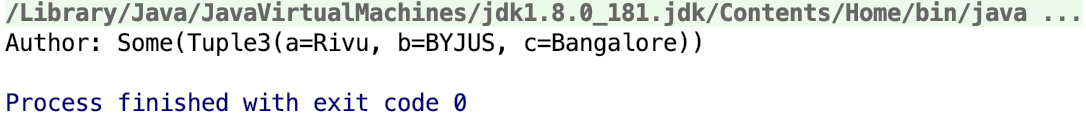 /Library/Java/JavaVirtualMachines/jdk1.8.0_181.jdk/Contents/Home/bin/java ...
Author: Some(Tuple3(a=Rivu, b=BYJUS, c=Bangalore))
Process finished with exit code 0